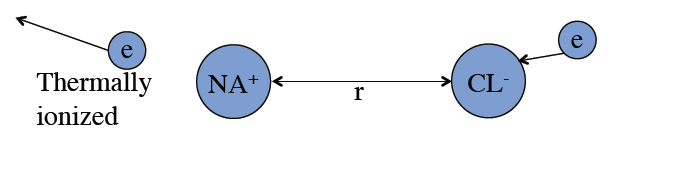 e
e
NA⁺
CL⁻
r
Thermally
ionized